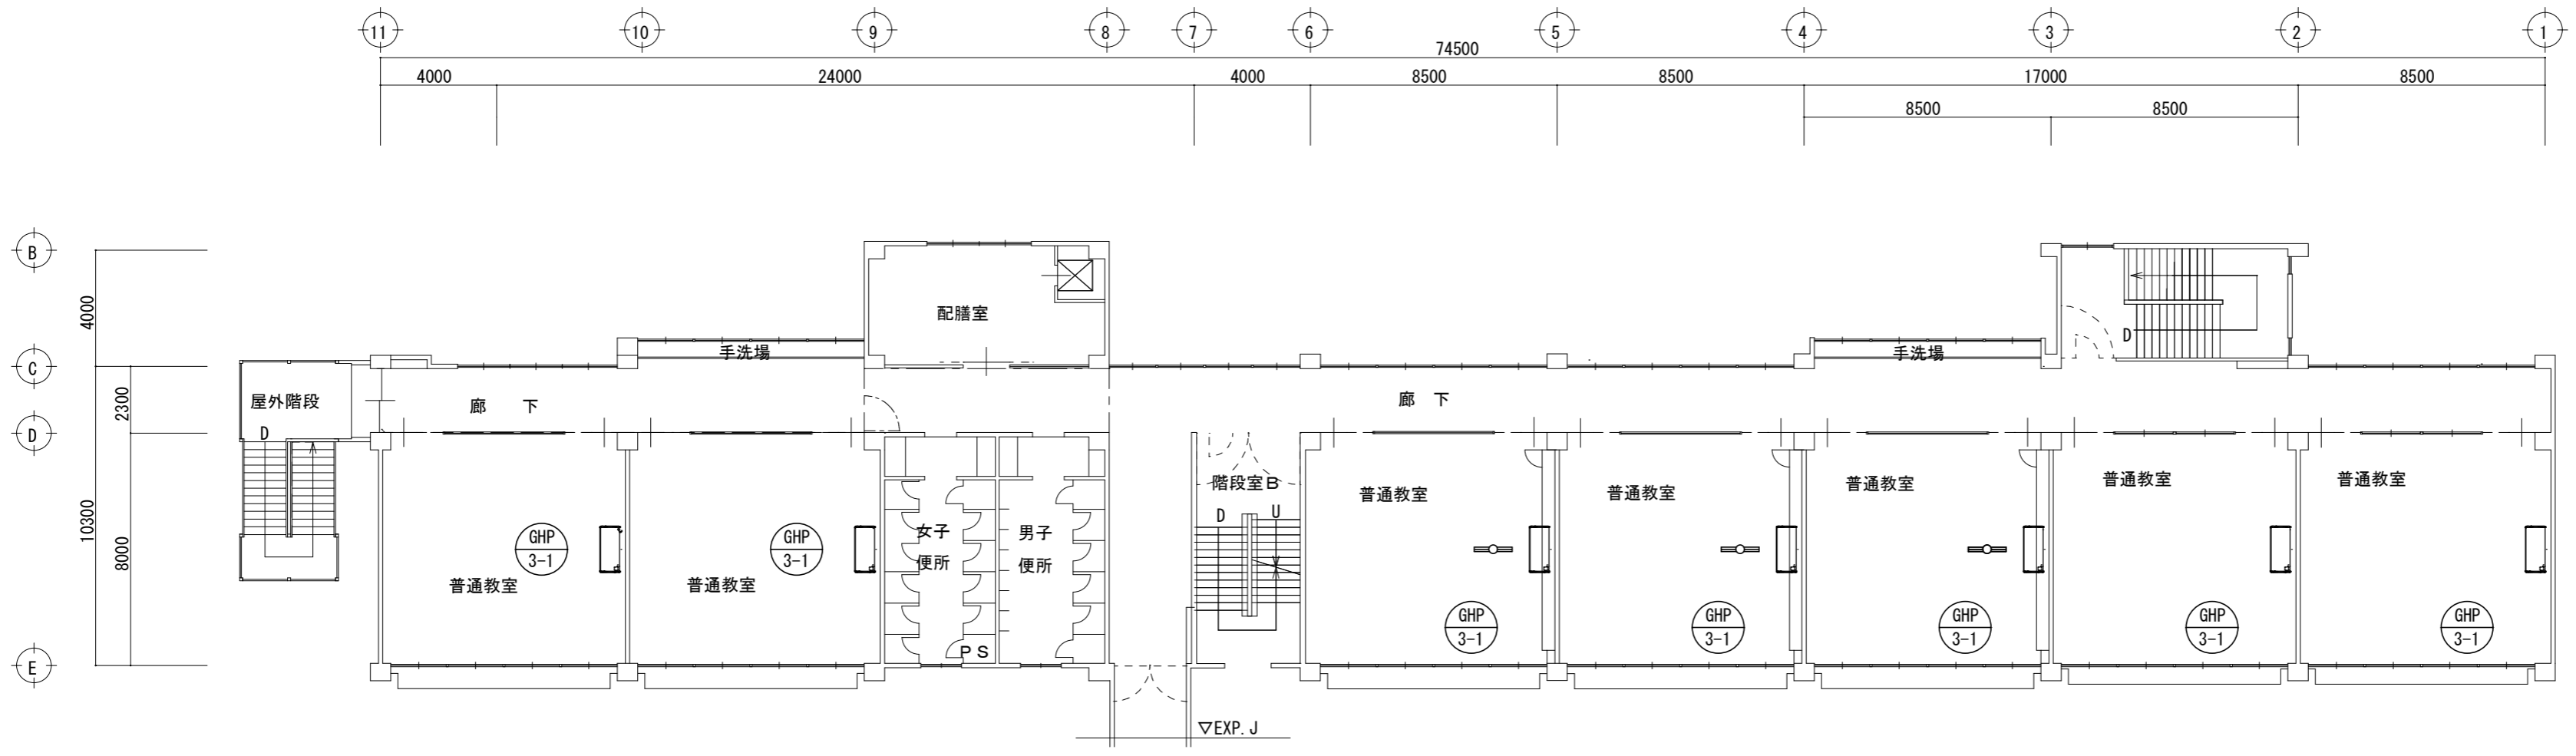 11 10 9 8 7 6 5 4 3 2 1
74500
4000 24000 4000 8500 8500 17000 8500
8500 8500
B
4000
配膳室
D
手洗場
手洗場
C
2300
屋外階段
廊 下
廊 下
D
D
普通教室 普通教室
階段室B
普通教室 普通教室 普通教室
D U
10300
8000
女子
便所
男子
便所
GHP
3-1
GHP
3-1
普通教室
普通教室
GHP
3-1
GHP
3-1
GHP
3-1
GHP
3-1
GHP
3-1
PS
E
▽EXP.J